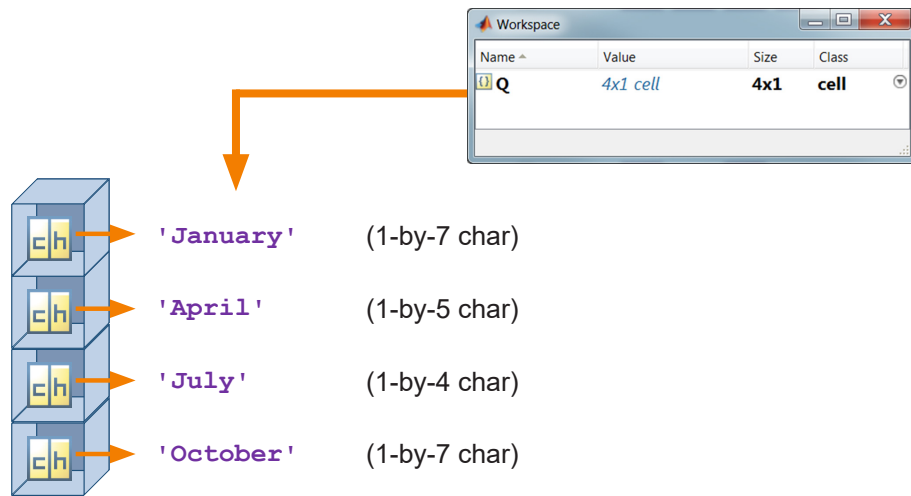 Workspace
Name Value Size Class
{} Q 4x1 cell 4x1 cell
ch 'January' (1-by-7 char)
ch 'April' (1-by-5 char)
ch 'July' (1-by-4 char)
ch 'October' (1-by-7 char)